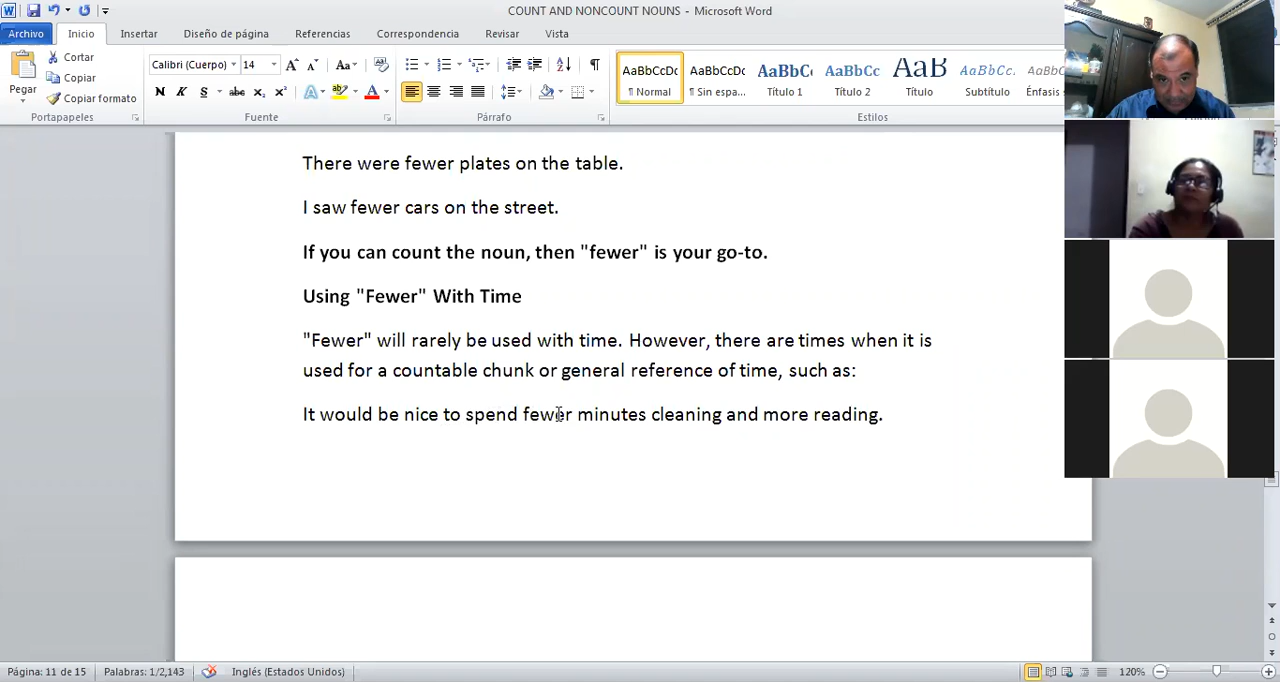 COUNT AND NONCOUNT NOUNS - Microsoft Word
Archivo Inicio Insertar Diseño de página Referencias Correspondencia Revisar Vista
Cortar
Copiar
Copiar formato
Pegar
Portapapeles
Calibri (Cuerpo) 14
Aa
N K S abc x₂ x²
Fuente
Párrafo
AaBbCcDc AaBbCcDc AaBbC AaBbCc AaB AaBbCc. AaBbCc
¶ Normal ¶ Sin espa... Título 1 Título 2 Título Subtítulo Énfasis
Estilos
There were fewer plates on the table.
I saw fewer cars on the street.
If you can count the noun, then "fewer" is your go-to.
Using "Fewer" With Time
"Fewer" will rarely be used with time. However, there are times when it is
used for a countable chunk or general reference of time, such as:
It would be nice to spend fewer minutes cleaning and more reading.
Página: 11 de 15 Palabras: 1/2,143 Inglés (Estados Unidos) 120%